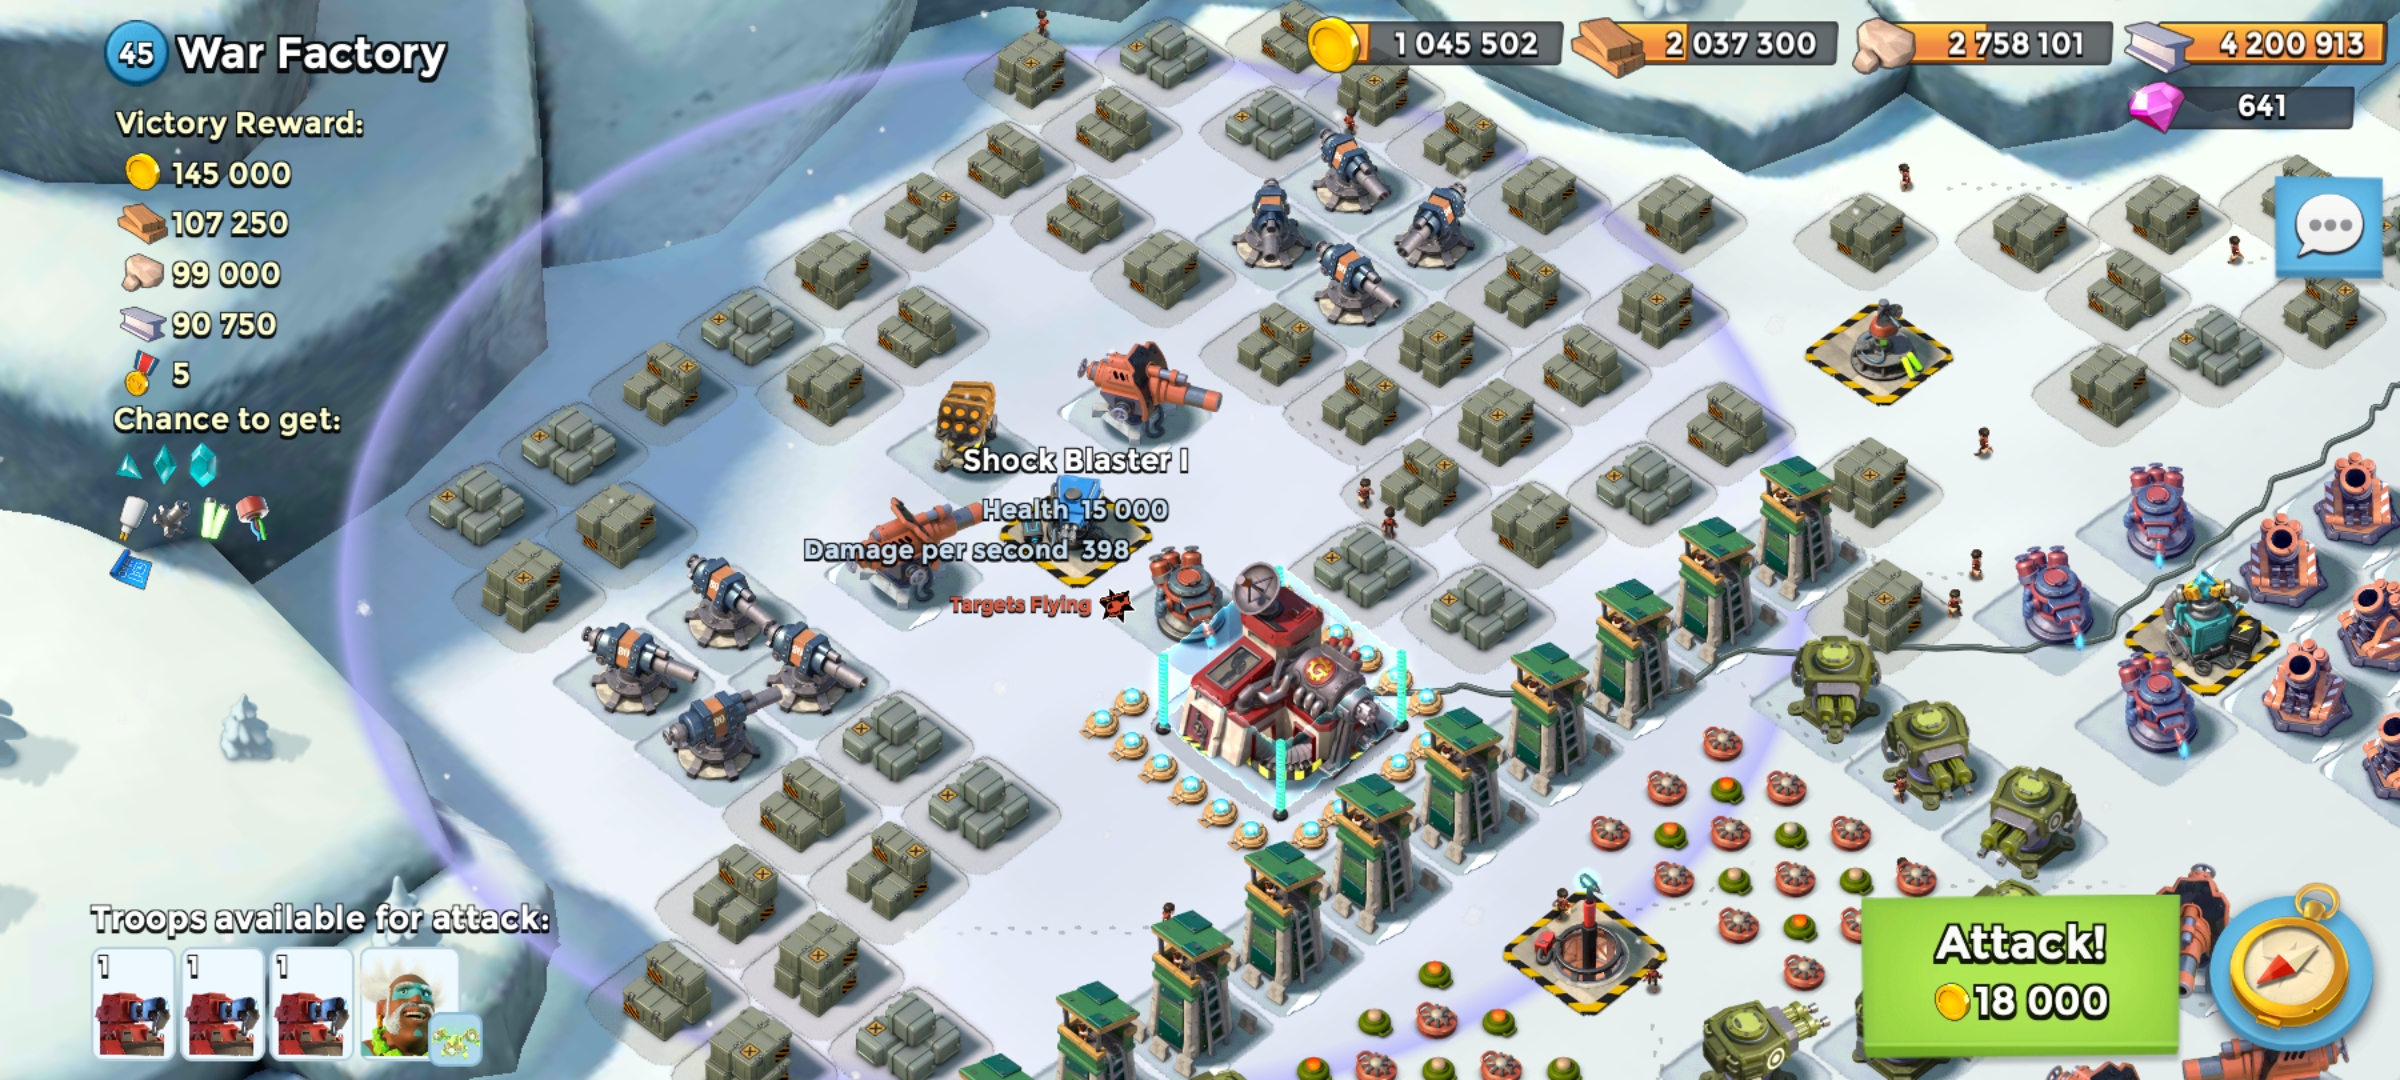 45 War Factory
1 045 502
2 037 300
2 758 101
4 200 913
641
Victory Reward:
145 000
107 250
99 000
90 750
5
Chance to get:
Shock Blaster I
Health 15 000
Damage per second 398
Targets Flying
Troops available for attack:
1
1
1
Attack!
18 000